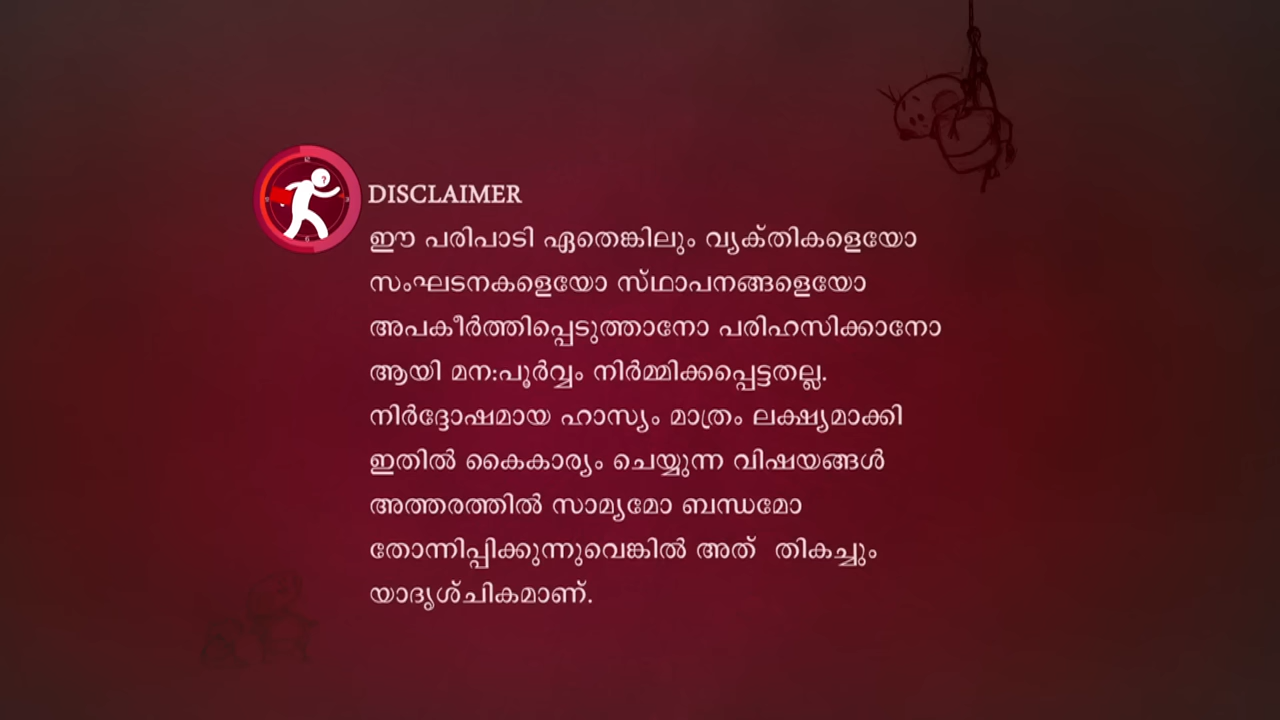 DISCLAIMER
ഈ പരിപാടി ഏതെങ്കിലും വ്യക്‌തികളെയോ
സംഘടനകളെയോ സ്‌ഥാപനങ്ങളെയോ
അപകീർത്തിപ്പെടുത്താനോ പരിഹസിക്കാനോ
ആയി മന:പൂർവ്വം നിർമ്മിക്കപ്പെട്ടതല്ല.
നിർദ്ദോഷമായ ഹാസ്യം മാത്രം ലക്ഷ്യമാക്കി
ഇതിൽ കൈകാര്യം ചെയ്യുന്ന വിഷയങ്ങൾ
അത്തരത്തിൽ സാമ്യമോ ബന്ധമോ
തോന്നിപ്പിക്കുന്നുവെങ്കിൽ അത്  തികച്ചും
യാദൃശ്ചികമാണ്.